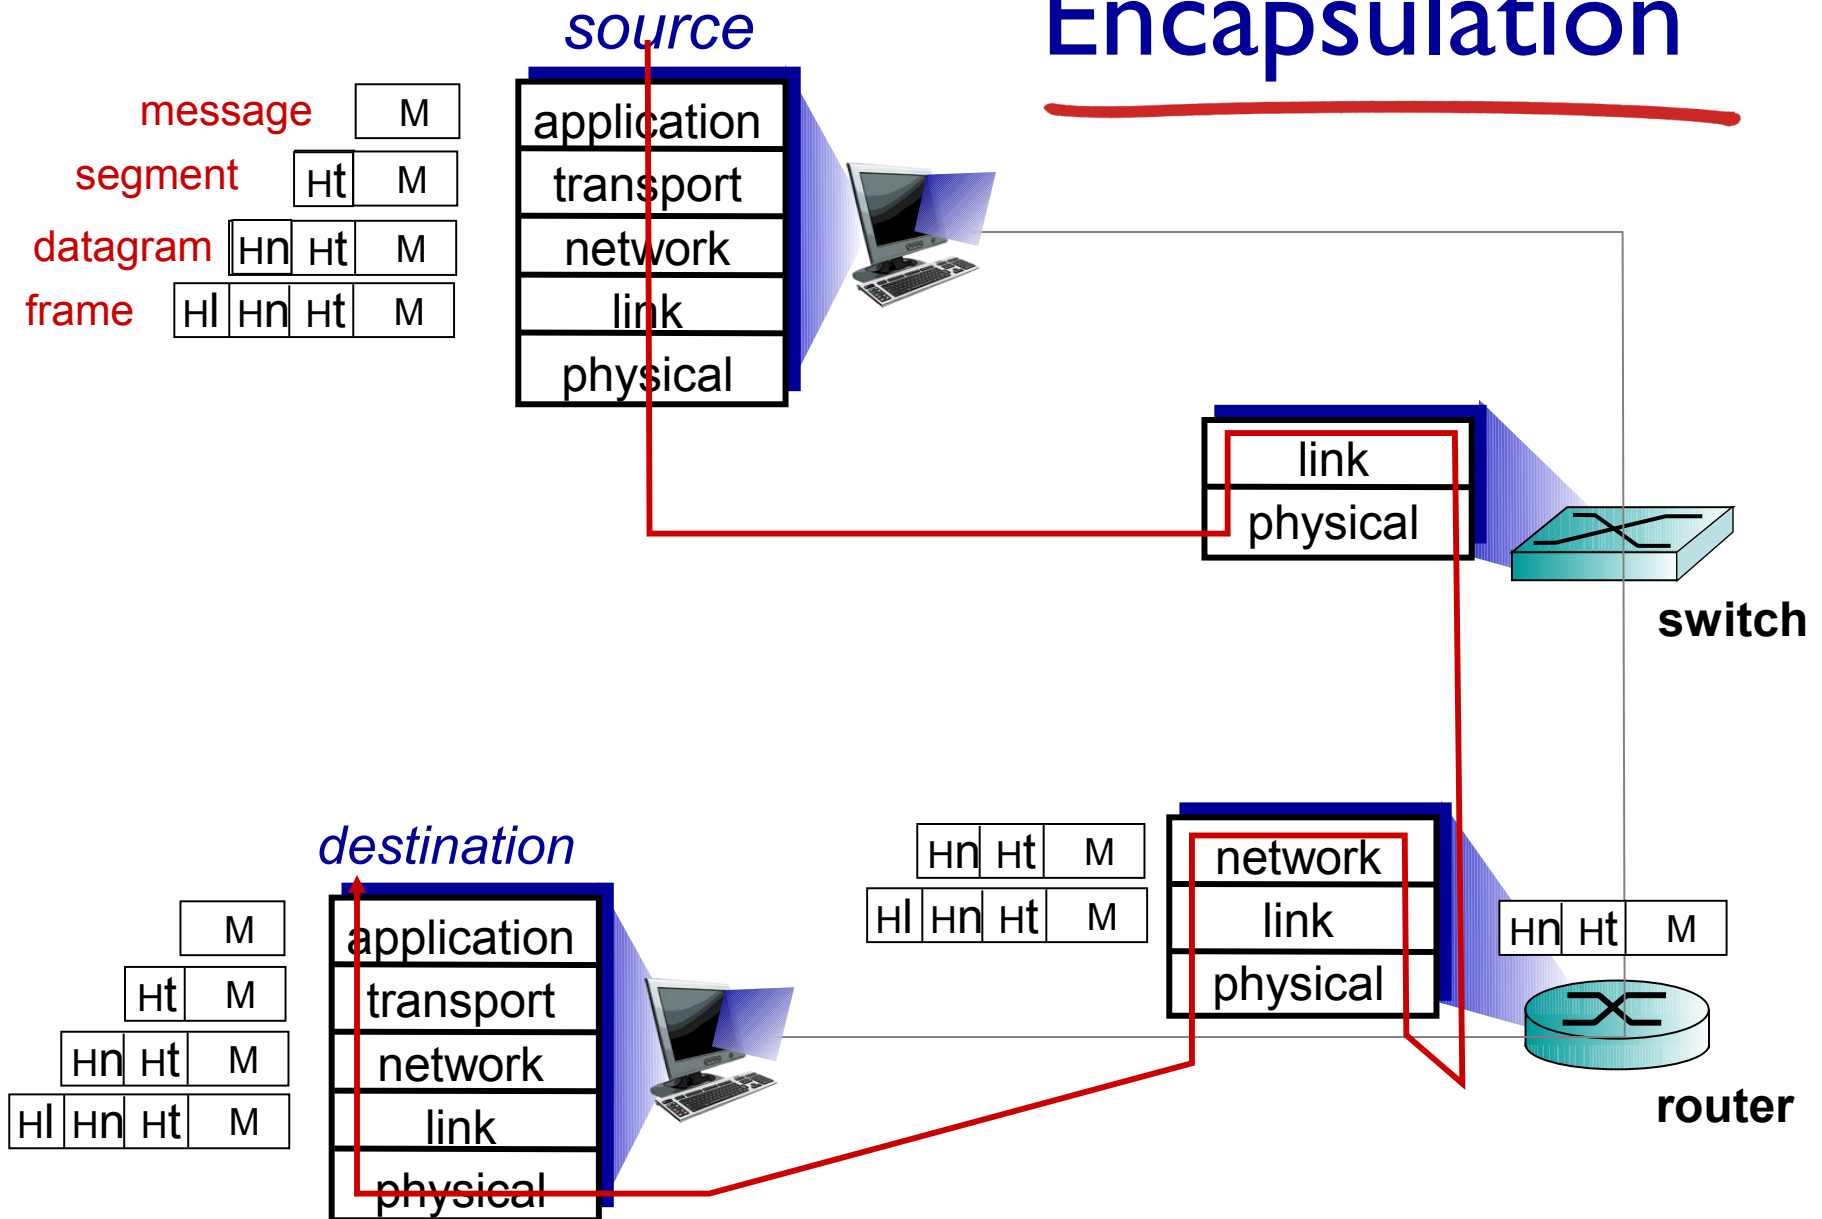 Encapsulation
source
message M
segment Ht M
datagram Hn Ht M
frame Hl Hn Ht M
application
transport
network
link
physical
link
physical
switch
destination
M
Ht M
Hn Ht M
Hl Hn Ht M
application
transport
network
link
physical
Hn Ht M
Hl Hn Ht M
network
link
physical
Hn Ht M
router